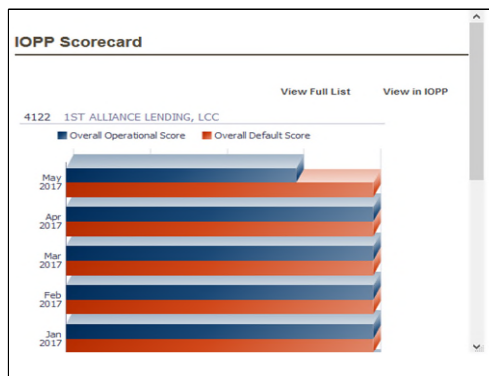 IOPP Scorecard
View Full List View in IOPP
4122 1ST ALLIANCE LENDING, LCC
Overall Operational Score Overall Default Score
May
2017
Apr
2017
Mar
2017
Feb
2017
Jan
2017